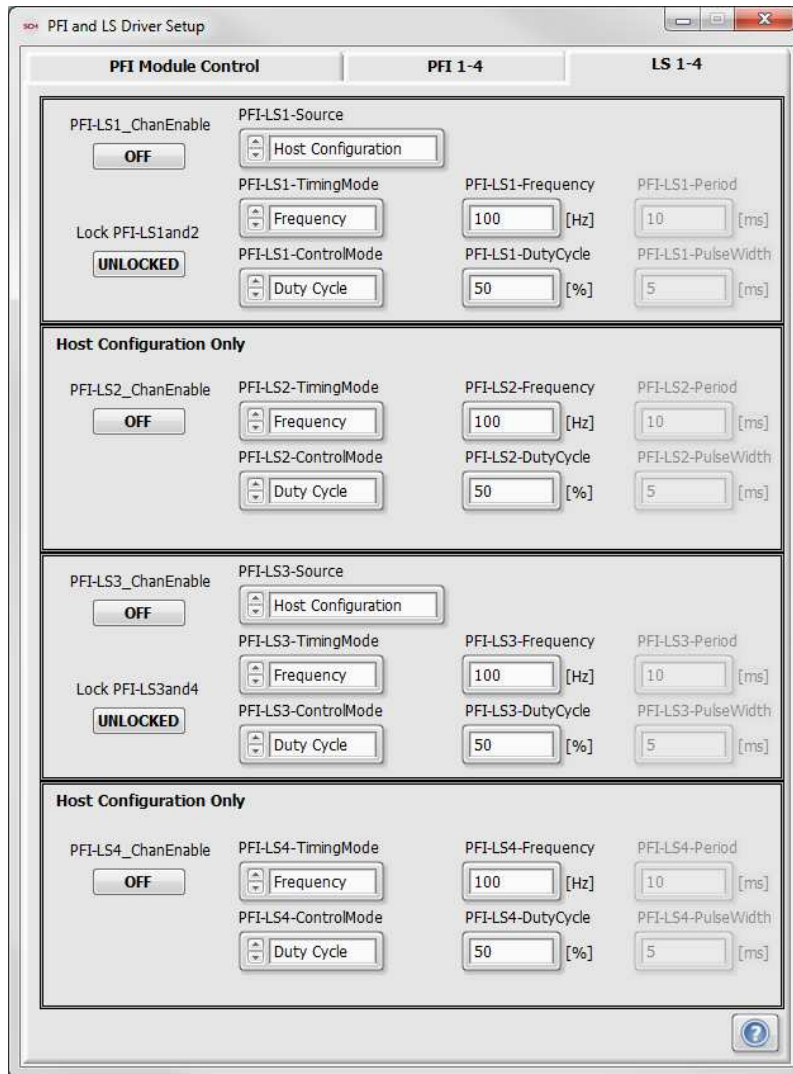 SCM PFI and LS Driver Setup
PFI Module Control PFI 1-4 LS 1-4
PFI-LS1_ChanEnable
OFF
PFI-LS1-Source
Host Configuration
PFI-LS1-TimingMode PFI-LS1-Frequency PFI-LS1-Period
Frequency 100 [Hz] 10 [ms]
Lock PFI-LS1and2
UNLOCKED
PFI-LS1-ControlMode PFI-LS1-DutyCycle PFI-LS1-PulseWidth
Duty Cycle 50 [%] 5 [ms]
Host Configuration Only
PFI-LS2_ChanEnable PFI-LS2-TimingMode PFI-LS2-Frequency PFI-LS2-Period
OFF Frequency 100 [Hz] 10 [ms]
PFI-LS2-ControlMode PFI-LS2-DutyCycle PFI-LS2-PulseWidth
Duty Cycle 50 [%] 5 [ms]
PFI-LS3_ChanEnable
OFF
PFI-LS3-Source
Host Configuration
PFI-LS3-TimingMode PFI-LS3-Frequency PFI-LS3-Period
Frequency 100 [Hz] 10 [ms]
Lock PFI-LS3and4
UNLOCKED
PFI-LS3-ControlMode PFI-LS3-DutyCycle PFI-LS3-PulseWidth
Duty Cycle 50 [%] 5 [ms]
Host Configuration Only
PFI-LS4_ChanEnable PFI-LS4-TimingMode PFI-LS4-Frequency PFI-LS4-Period
OFF Frequency 100 [Hz] 10 [ms]
PFI-LS4-ControlMode PFI-LS4-DutyCycle PFI-LS4-PulseWidth
Duty Cycle 50 [%] 5 [ms]
?